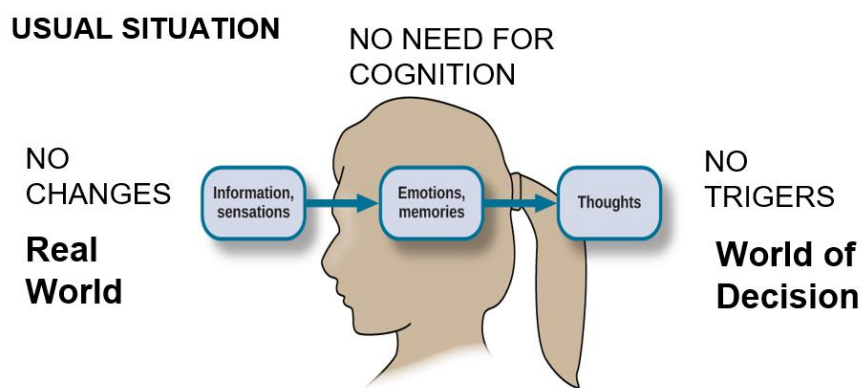 USUAL SITUATION
NO NEED FOR
COGNITION
NO
CHANGES
Information,
sensations
Emotions,
memories
Thoughts
NO
TRIGERS
Real
World
World of
Decision